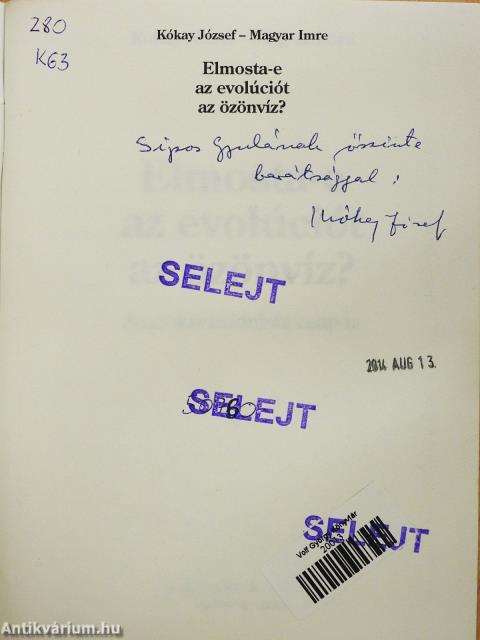 280
K63
Kókay József – Magyar Imre
Elmosta-e
az evolúciót
az özönvíz?
Sipos Gyulának őszinte
barátsággal:
Kókay József
SELEJT
2014 AUG 13.
SELEJT
SELEJT
Antikvárium.hu